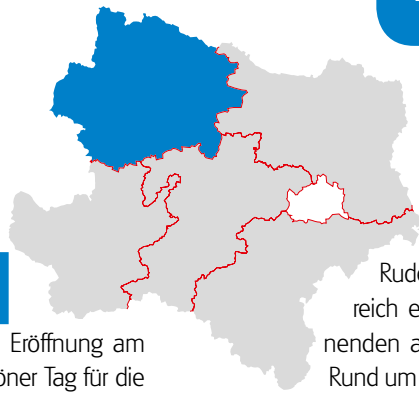 Eröffnung am
öner Tag für die
Rude
reich e
nenden a
Rund um